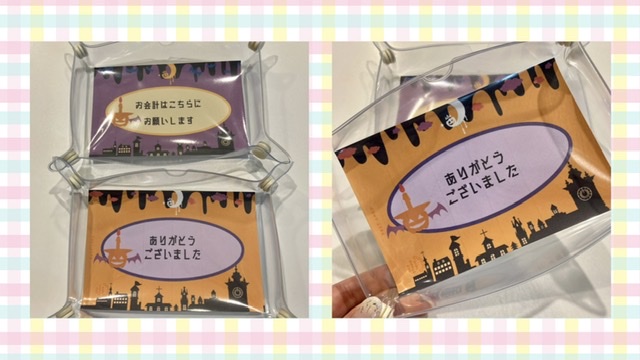 お会計はこちらに
お願いします
ありがとう
ございました
ありがとう
ございました